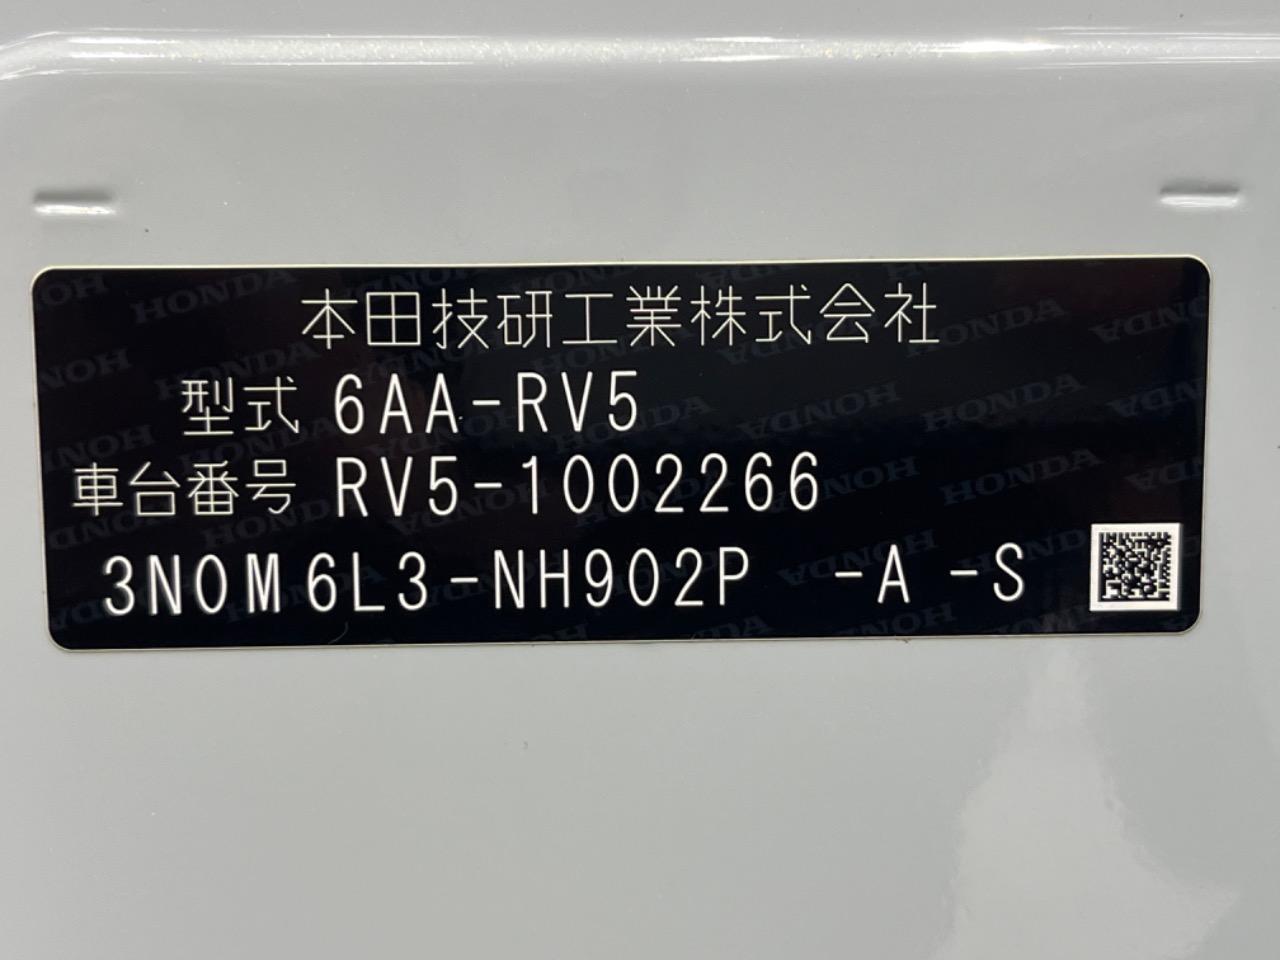 本田技研工業株式会社
型式 6AA-RV5
車台番号 RV5-1002266
3N0M6L3-NH902P -A -S